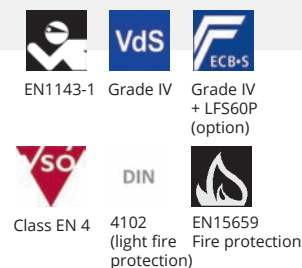 VdS
F
ECB•S
EN1143-1
Grade IV
Grade IV
+ LFS60P
(option)
VSÖ
DIN
Class EN 4
4102
(light fire
protection)
EN15659
Fire protection